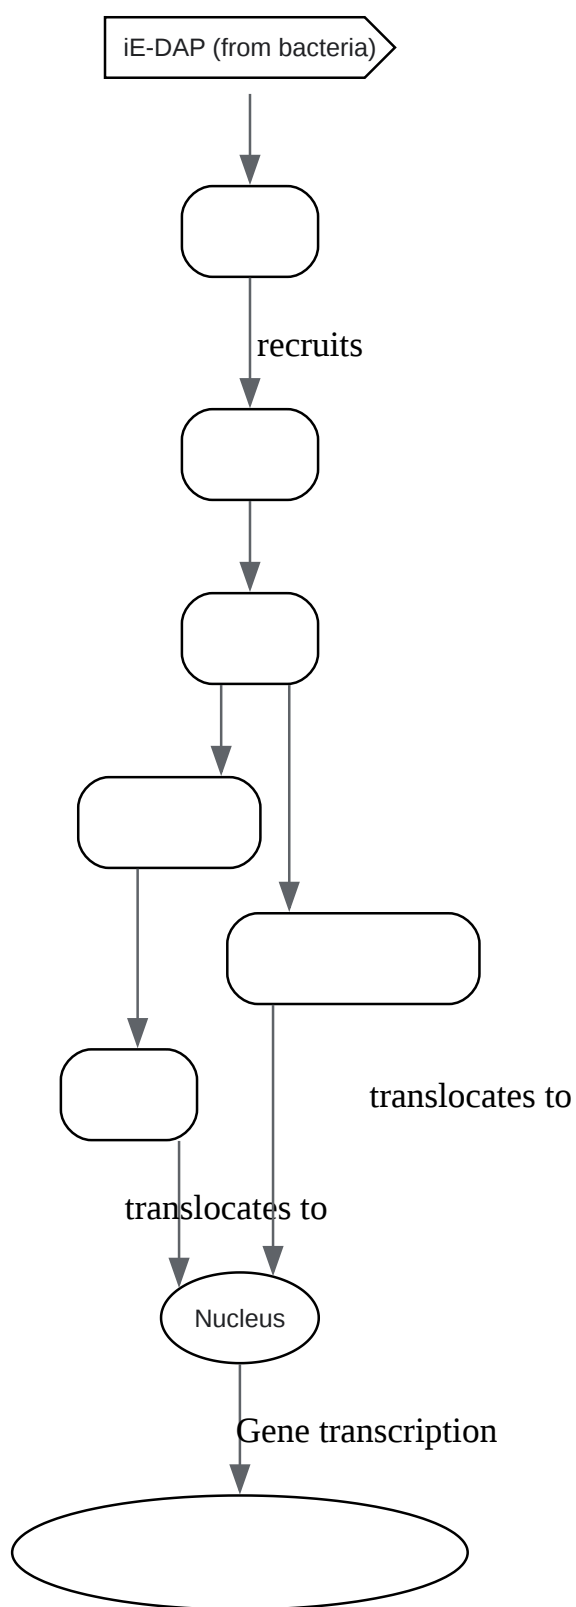 iE-DAP (from bacteria)
recruits
translocates to
translocates to
Nucleus
Gene transcription